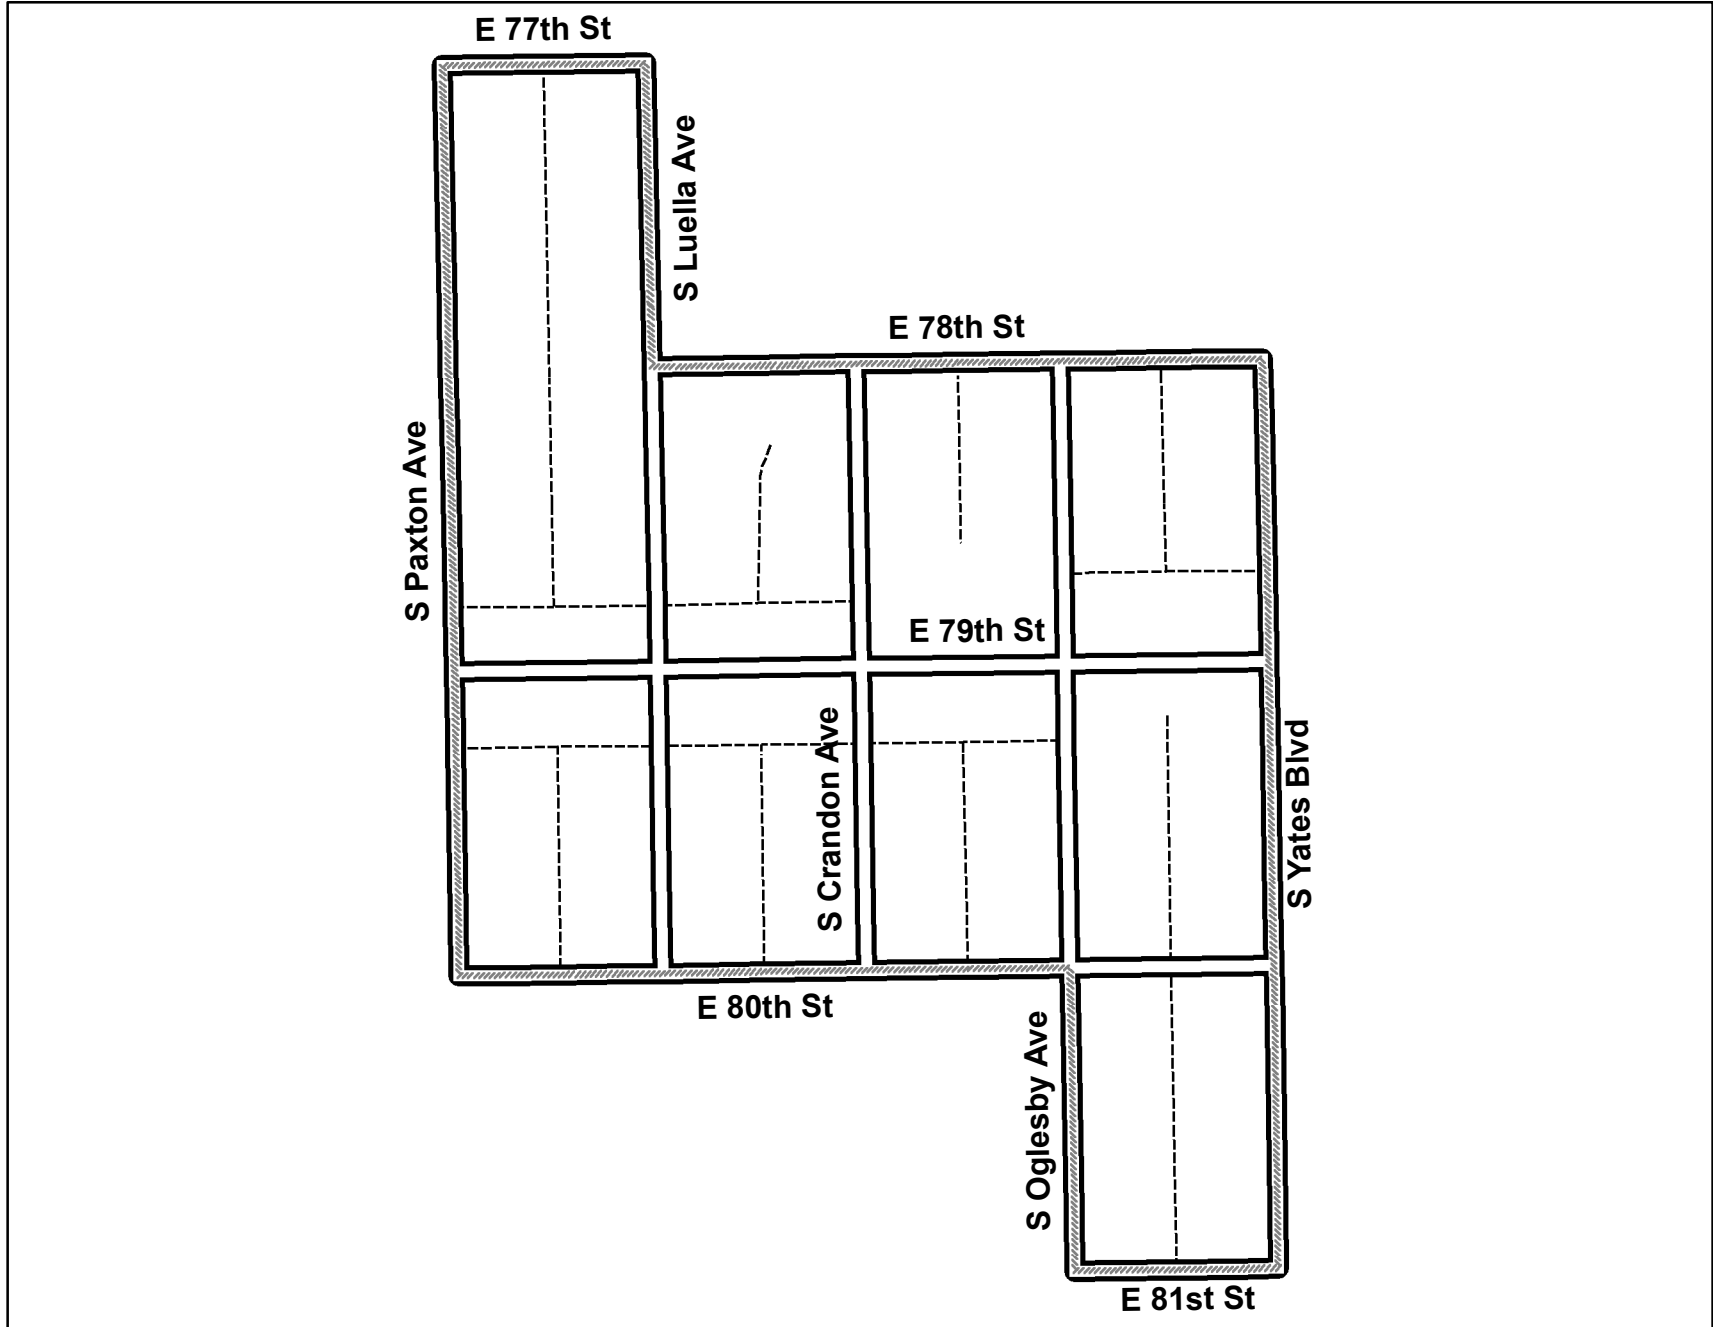 E 77th St
S Luella Ave
E 78th St
S Paxton Ave
E 79th St
S Crandon Ave
S Yates Blvd
E 80th St
S Oglesby Ave
E 81st St